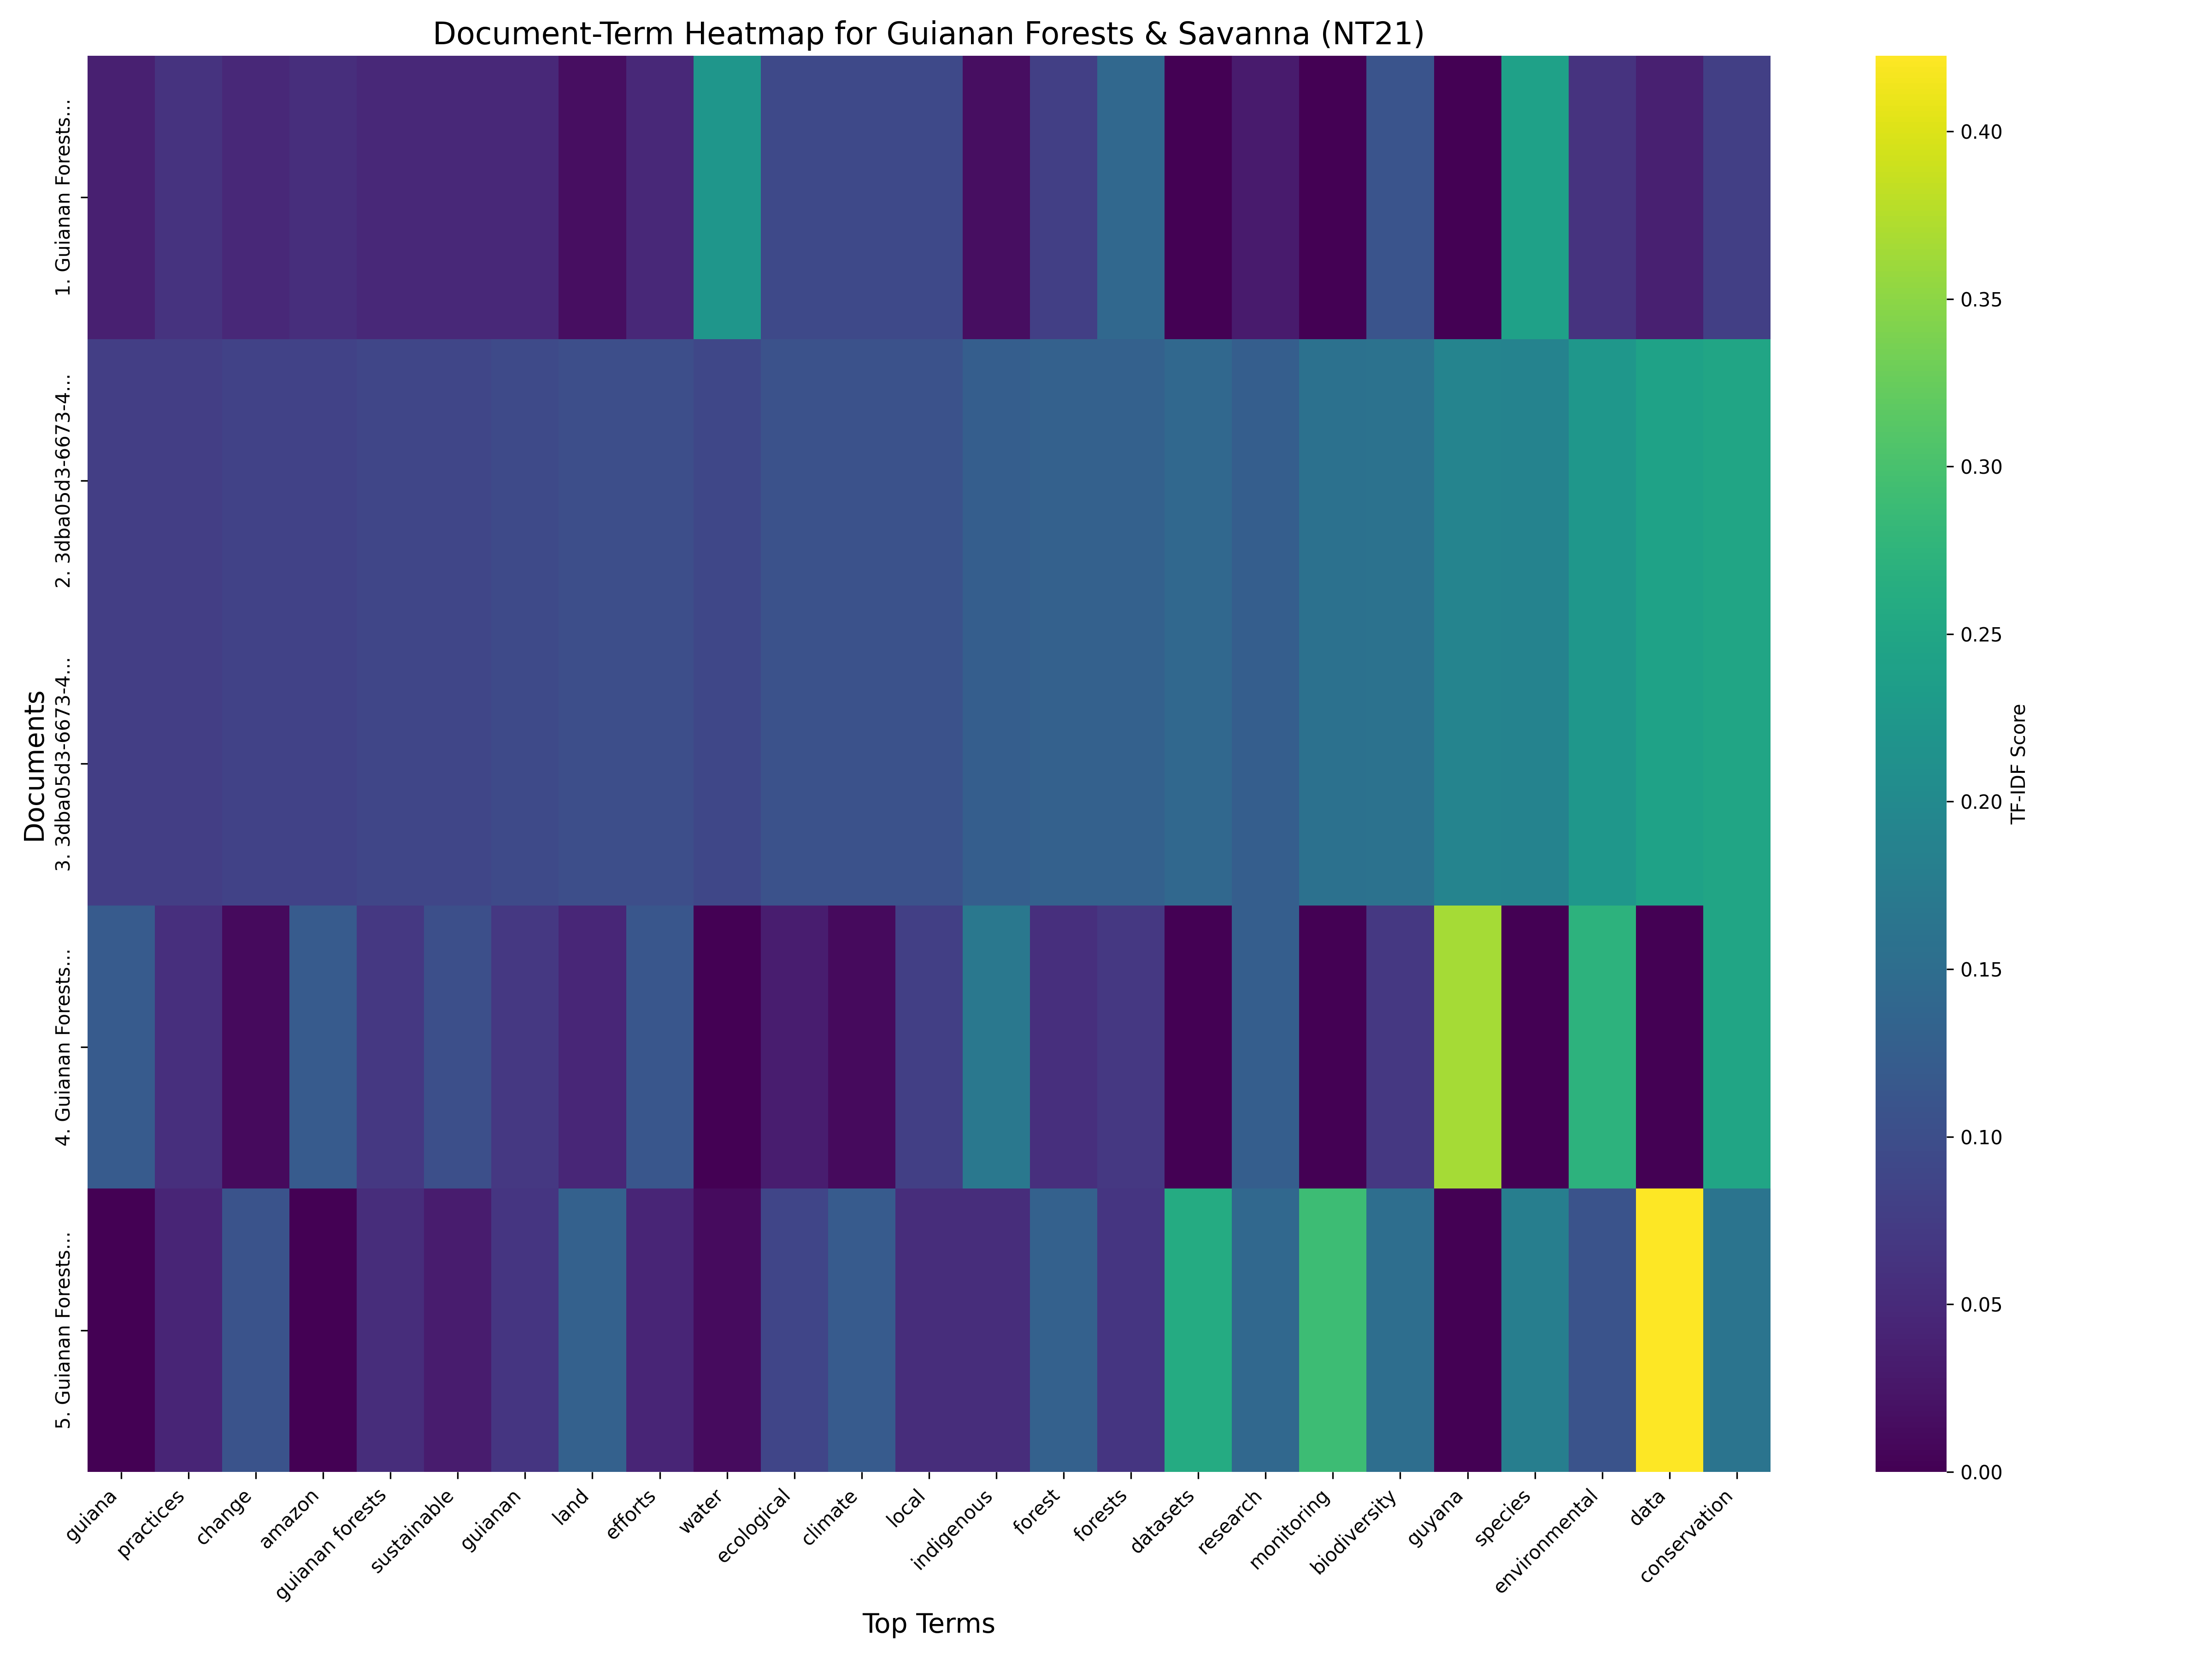 Document-Term Heatmap for Guianan Forests & Savanna (NT21)
Documents
1. Guianan Forests...
2. 3dba05d3-6673-4...
3. 3dba05d3-6673-4...
4. Guianan Forests...
5. Guianan Forests...
guiana
practices
change
amazon
guianan forests
sustainable
guianan
land
efforts
water
ecological
climate
local
indigenous
forest
forests
datasets
research
monitoring
biodiversity
guyana
species
environmental
data
conservation
Top Terms
0.40
0.35
0.30
0.25
0.20
0.15
0.10
0.05
0.00
TF-IDF Score